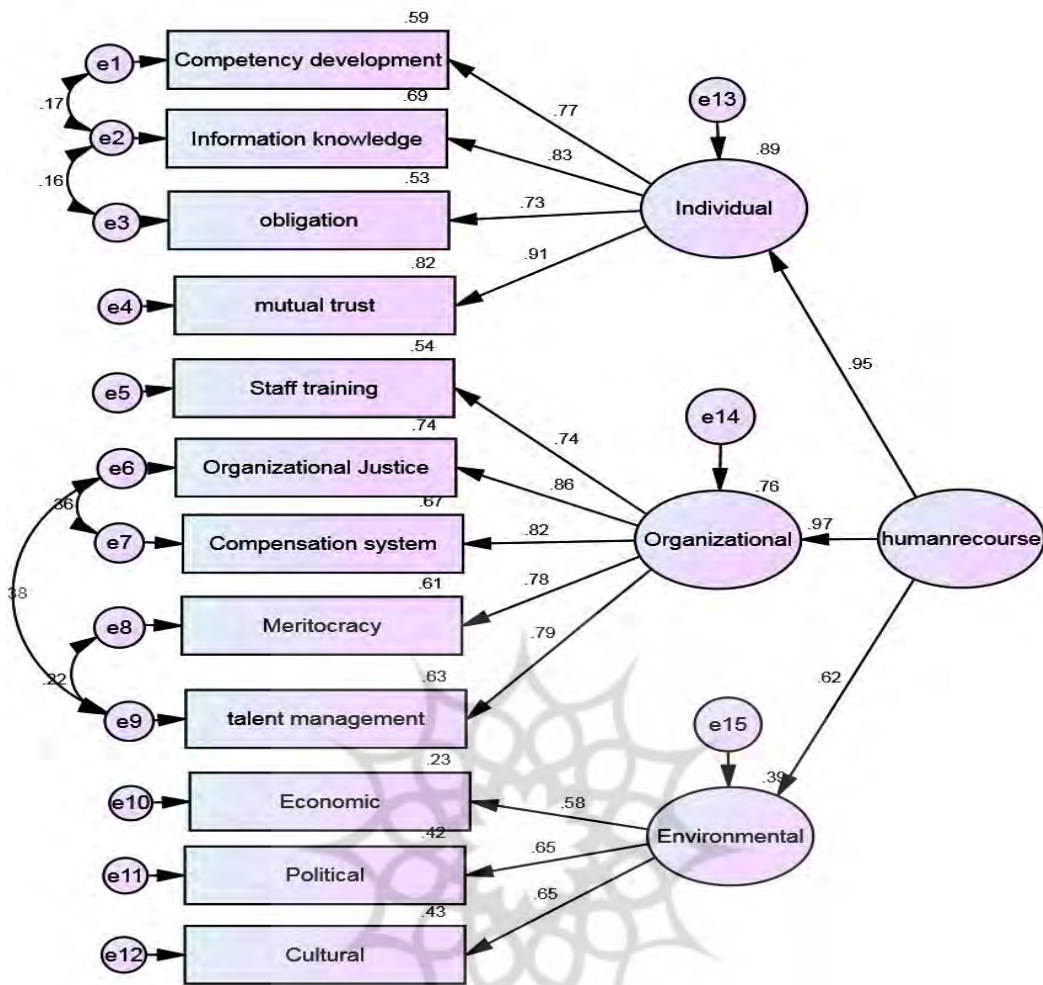 .59
e1
Competency development
.17
.69
e2
Information knowledge
.16
.53
e3
obligation
.82
e4
mutual trust
.54
e5
Staff training
.74
e6
Organizational Justice
.36
.67
e7
Compensation system
.38
.61
e8
Meritocracy
.22
.63
e9
talent management
.23
e10
Economic
.42
e11
Political
.43
e12
Cultural
.77
.83
.73
.91
.74
.86
.82
.78
.79
.58
.65
.65
e13
.89
Individual
e14
.76
Organizational
e15
.39
Environmental
.95
.97
.62
humanrecourse